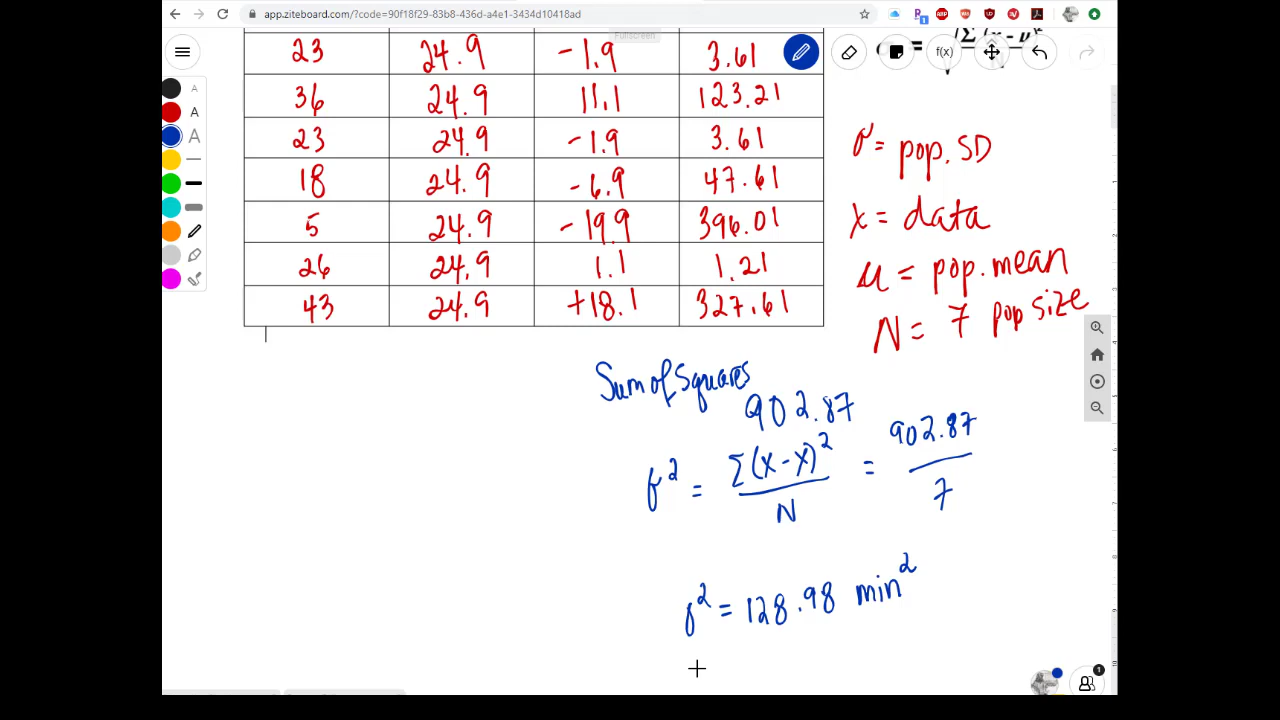 app.ziteboard.com/?code=90f18f29-83b8-436d-a4e1-3434d10418ad
Fullscreen
23 24.9 -1.9 3.61
36 24.9 11.1 123.21
23 24.9 -1.9 3.61
18 24.9 -6.9 47.61
5 24.9 -19.9 396.01
26 24.9 1.1 1.21
43 24.9 +18.1 327.61
f(x)
A
A
A
σ = pop. SD
x = data
μ = pop. mean
N = 7 pop size
Sum of Squares
902.87
σ² = Σ(x-x)² / N = 902.87 / 7
σ² = 128.98 min²
1